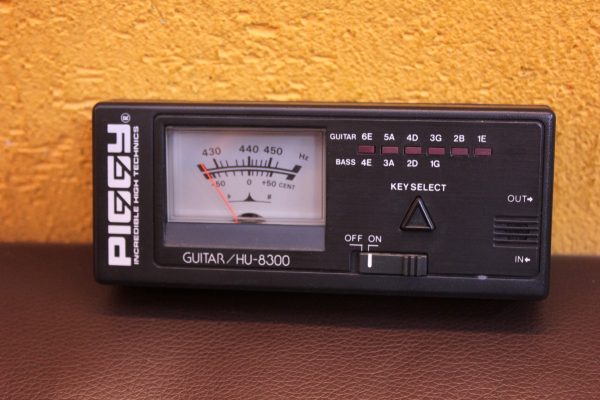 PIGGY®
INCREDIBLE HIGH TECHNICS
430 440 450 Hz
-50 0 +50 CENT
GUITAR/HU-8300
GUITAR 6E 5A 4D 3G 2B 1E
BASS 4E 3A 2D 1G
KEY SELECT
OFF ON
OUT→
IN←